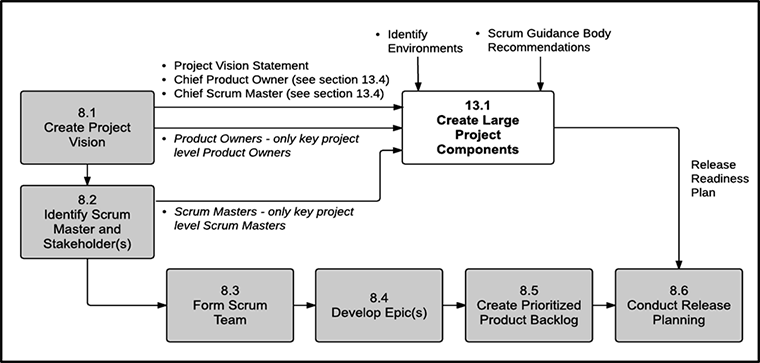 • Identify
Environments
• Scrum Guidance Body
Recommendations
• Project Vision Statement
• Chief Product Owner (see section 13.4)
• Chief Scrum Master (see section 13.4)
8.1
Create Project
Vision
13.1
Create Large
Project
Components
• Product Owners - only key project
level Product Owners
Release
Readiness
Plan
8.2
Identify Scrum
Master and
Stakeholder(s)
• Scrum Masters - only key project
level Scrum Masters
8.3
Form Scrum
Team
8.4
Develop Epic(s)
8.5
Create Prioritized
Product Backlog
8.6
Conduct Release
Planning